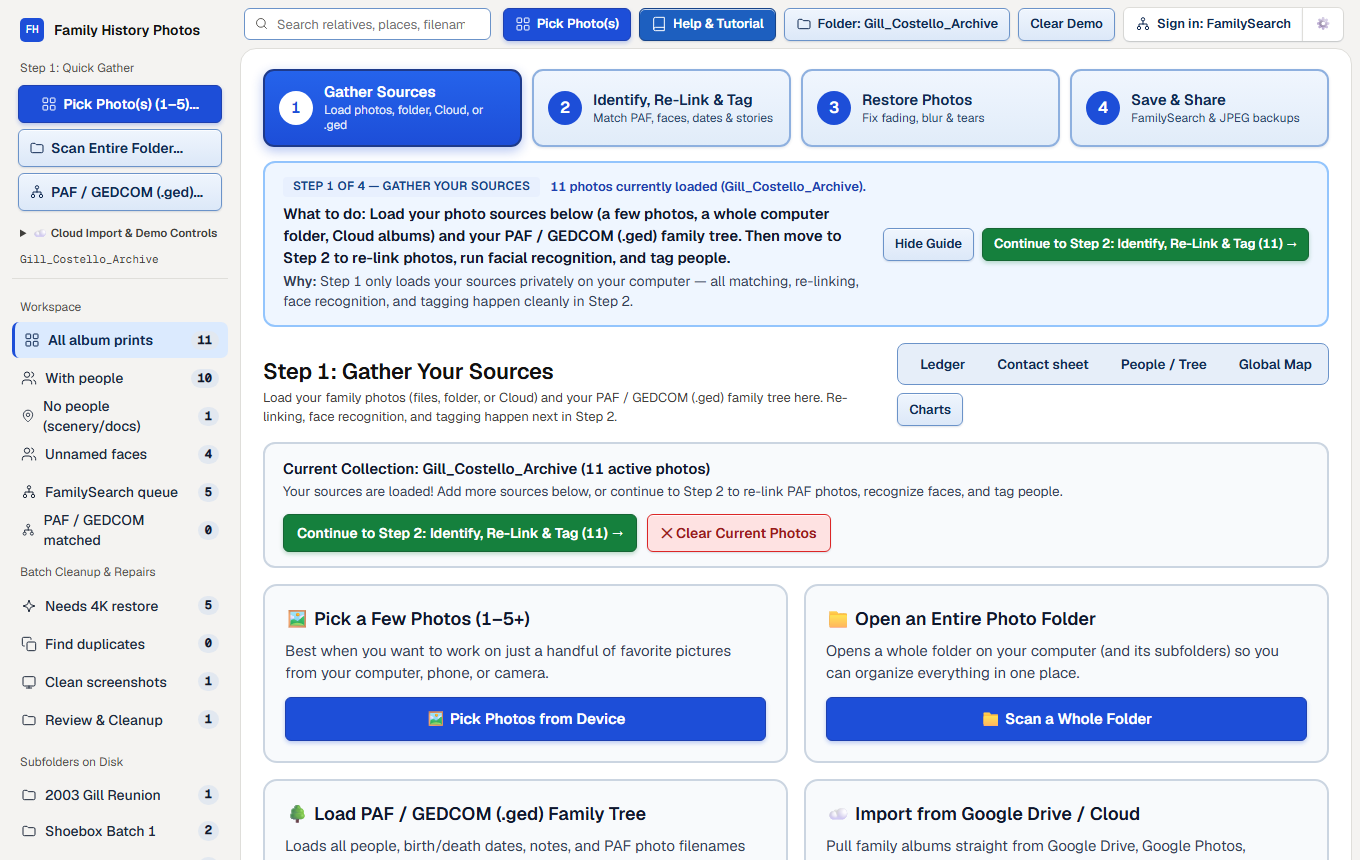 FH Family History Photos
Search relatives, places, filenam
Pick Photo(s)
Help & Tutorial
Folder: Gill_Costello_Archive
Clear Demo
Sign in: FamilySearch
Step 1: Quick Gather
Pick Photo(s) (1–5)...
Scan Entire Folder...
PAF / GEDCOM (.ged)...
Cloud Import & Demo Controls
Gill_Costello_Archive
Workspace
All album prints 11
With people 10
No people
(scenery/docs) 1
Unnamed faces 4
FamilySearch queue 5
PAF / GEDCOM
matched 0
Batch Cleanup & Repairs
Needs 4K restore 5
Find duplicates 0
Clean screenshots 1
Review & Cleanup 1
Subfolders on Disk
2003 Gill Reunion 1
Shoebox Batch 1 2
1 Gather Sources
Load photos, folder, Cloud, or
.ged
2 Identify, Re-Link & Tag
Match PAF, faces, dates & stories
3 Restore Photos
Fix fading, blur & tears
4 Save & Share
FamilySearch & JPEG backups
STEP 1 OF 4 — GATHER YOUR SOURCES
11 photos currently loaded (Gill_Costello_Archive).
What to do: Load your photo sources below (a few photos, a whole computer
folder, Cloud albums) and your PAF / GEDCOM (.ged) family tree. Then move to
Step 2 to re-link photos, run facial recognition, and tag people.
Why: Step 1 only loads your sources privately on your computer — all matching, re-linking,
face recognition, and tagging happen cleanly in Step 2.
Hide Guide
Continue to Step 2: Identify, Re-Link & Tag (11) →
Step 1: Gather Your Sources
Load your family photos (files, folder, or Cloud) and your PAF / GEDCOM (.ged) family tree here. Re-
linking, face recognition, and tagging happen next in Step 2.
Ledger
Contact sheet
People / Tree
Global Map
Charts
Current Collection: Gill_Costello_Archive (11 active photos)
Your sources are loaded! Add more sources below, or continue to Step 2 to re-link PAF photos, recognize faces, and tag people.
Continue to Step 2: Identify, Re-Link & Tag (11) →
Clear Current Photos
Pick a Few Photos (1–5+)
Best when you want to work on just a handful of favorite pictures
from your computer, phone, or camera.
Pick Photos from Device
Open an Entire Photo Folder
Opens a whole folder on your computer (and its subfolders) so you
can organize everything in one place.
Scan a Whole Folder
Load PAF / GEDCOM (.ged) Family Tree
Loads all people, birth/death dates, notes, and PAF photo filenames
Import from Google Drive / Cloud
Pull family albums straight from Google Drive, Google Photos,